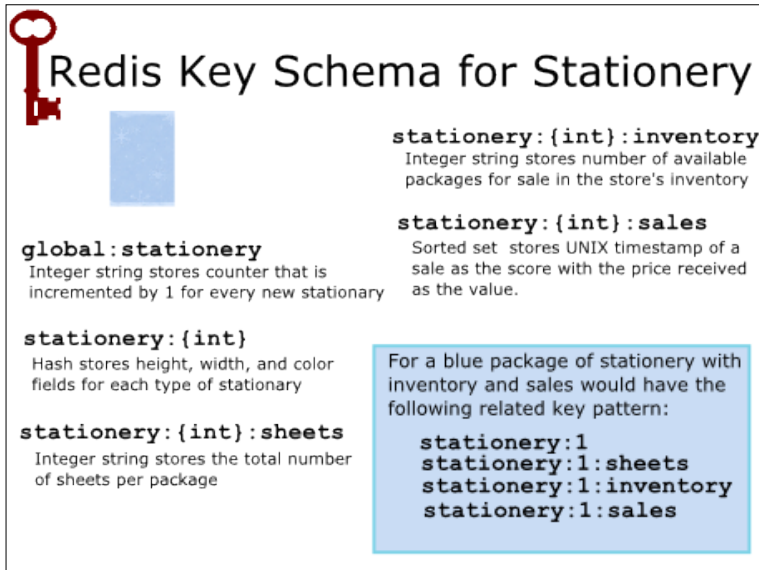 Redis Key Schema for Stationery
global:stationery
Integer string stores counter that is
incremented by 1 for every new stationary
stationery:{int}
Hash stores height, width, and color
fields for each type of stationary
stationery:{int}:sheets
Integer string stores the total number
of sheets per package
stationery:{int}:inventory
Integer string stores number of available
packages for sale in the store's inventory
stationery:{int}:sales
Sorted set stores UNIX timestamp of a
sale as the score with the price received
as the value.
For a blue package of stationery with
inventory and sales would have the
following related key pattern:
stationery:1
stationery:1:sheets
stationery:1:inventory
stationery:1:sales